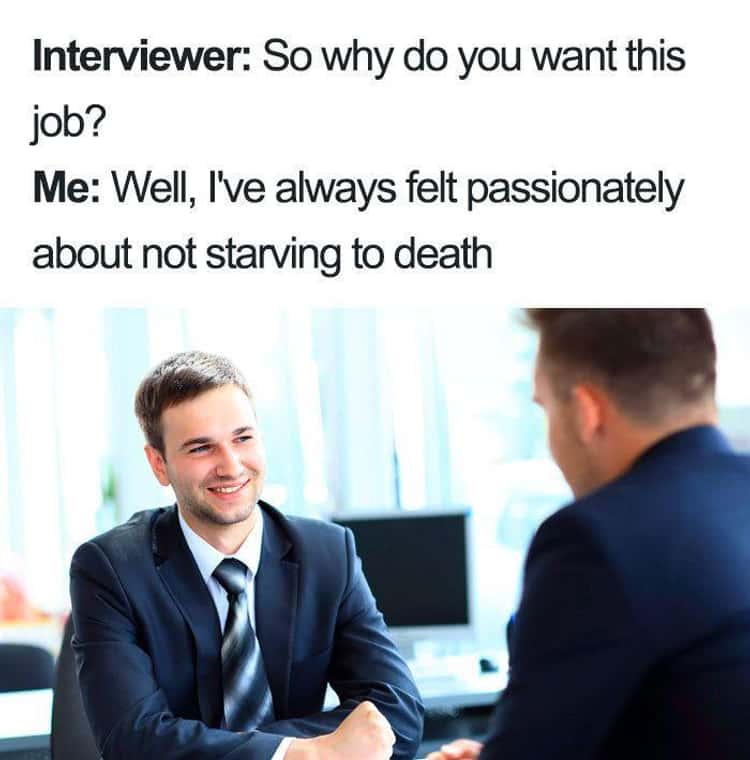 Interviewer: So why do you want this
job?
Me: Well, I've always felt passionately
about not starving to death